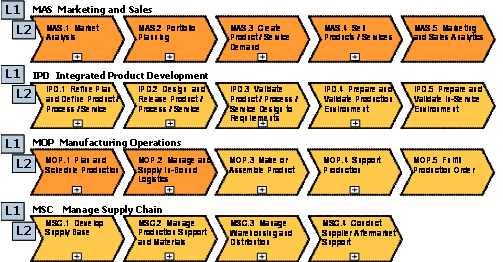 L1 MAS Marketing and Sales
L2
MAS.1 Market
Analysis
MAS.2 Portfolio
Planning
MAS.3 Create
Product / Service
Demand
MAS.4 Sell
Products / Services
MAS.5 Marketing
and Sales Analytics
L1 IPD Integrated Product Development
L2
IPD.1 Refine Plan
and Define Product /
Process / Service
IPD.2 Design and
Release Product /
Process / Service
IPD.3 Validate
Product / Process /
Service Design to
Requirements
IPD.4 Prepare and
Validate Production
Environment
IPD.5 Prepare and
Validate In-Service
Environment
L1 MOP Manufacturing Operations
L2
MOP.1 Plan and
Schedule Production
MOP.2 Manage and
Supply In-Bound
Logistics
MOP.3 Make or
Assemble Product
MOP.4 Support
Production
MOP.5 Fulfill
Production Order
L1 MSC Manage Supply Chain
L2
MSC.1 Develop
Supply Base
MSC.2 Manage
Production Support
and Materials
MSC.3 Manage
Warehousing and
Distribution
MSC.4 Conduct
Supplier Aftermarket
Support